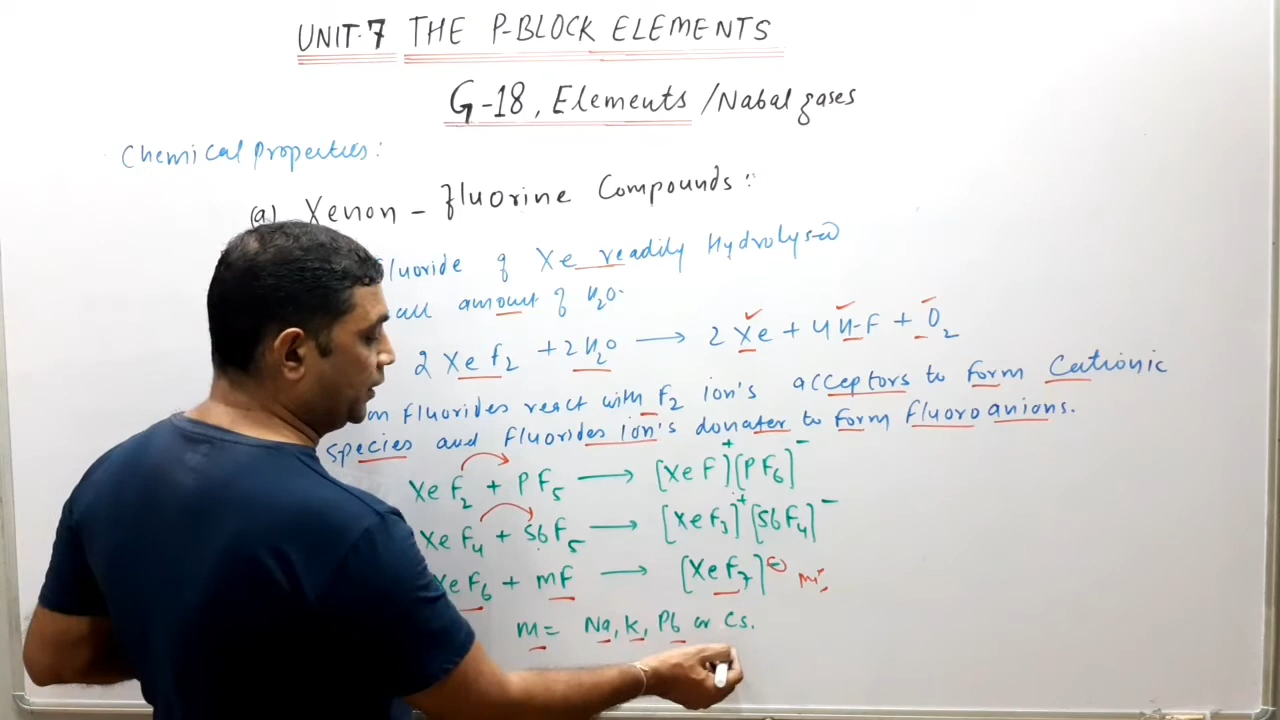 UNIT-7 THE P-BLOCK ELEMENTS
G-18, Elements /Nabal gases
Chemical Properties:
(a) Xenon - fluorine Compounds:
fluoride of Xe readily Hydrolysed
all amount of H₂O.
2 XeF₂ + 2H₂O → 2 Xe + 4H-F + O₂
n fluorides react with F₂ ion's acceptors to form Cationic
species and fluorides ion's donater to form fluoroanions.
XeF₂ + PF₅ → [XeF]⁺[PF₆]⁻
XeF₄ + SbF₅ → [XeF₃]⁺[SbF₄]⁻
XeF₆ + mF → [XeF₇]⁻ m⁺
m = Na, K, Pb or Cs.